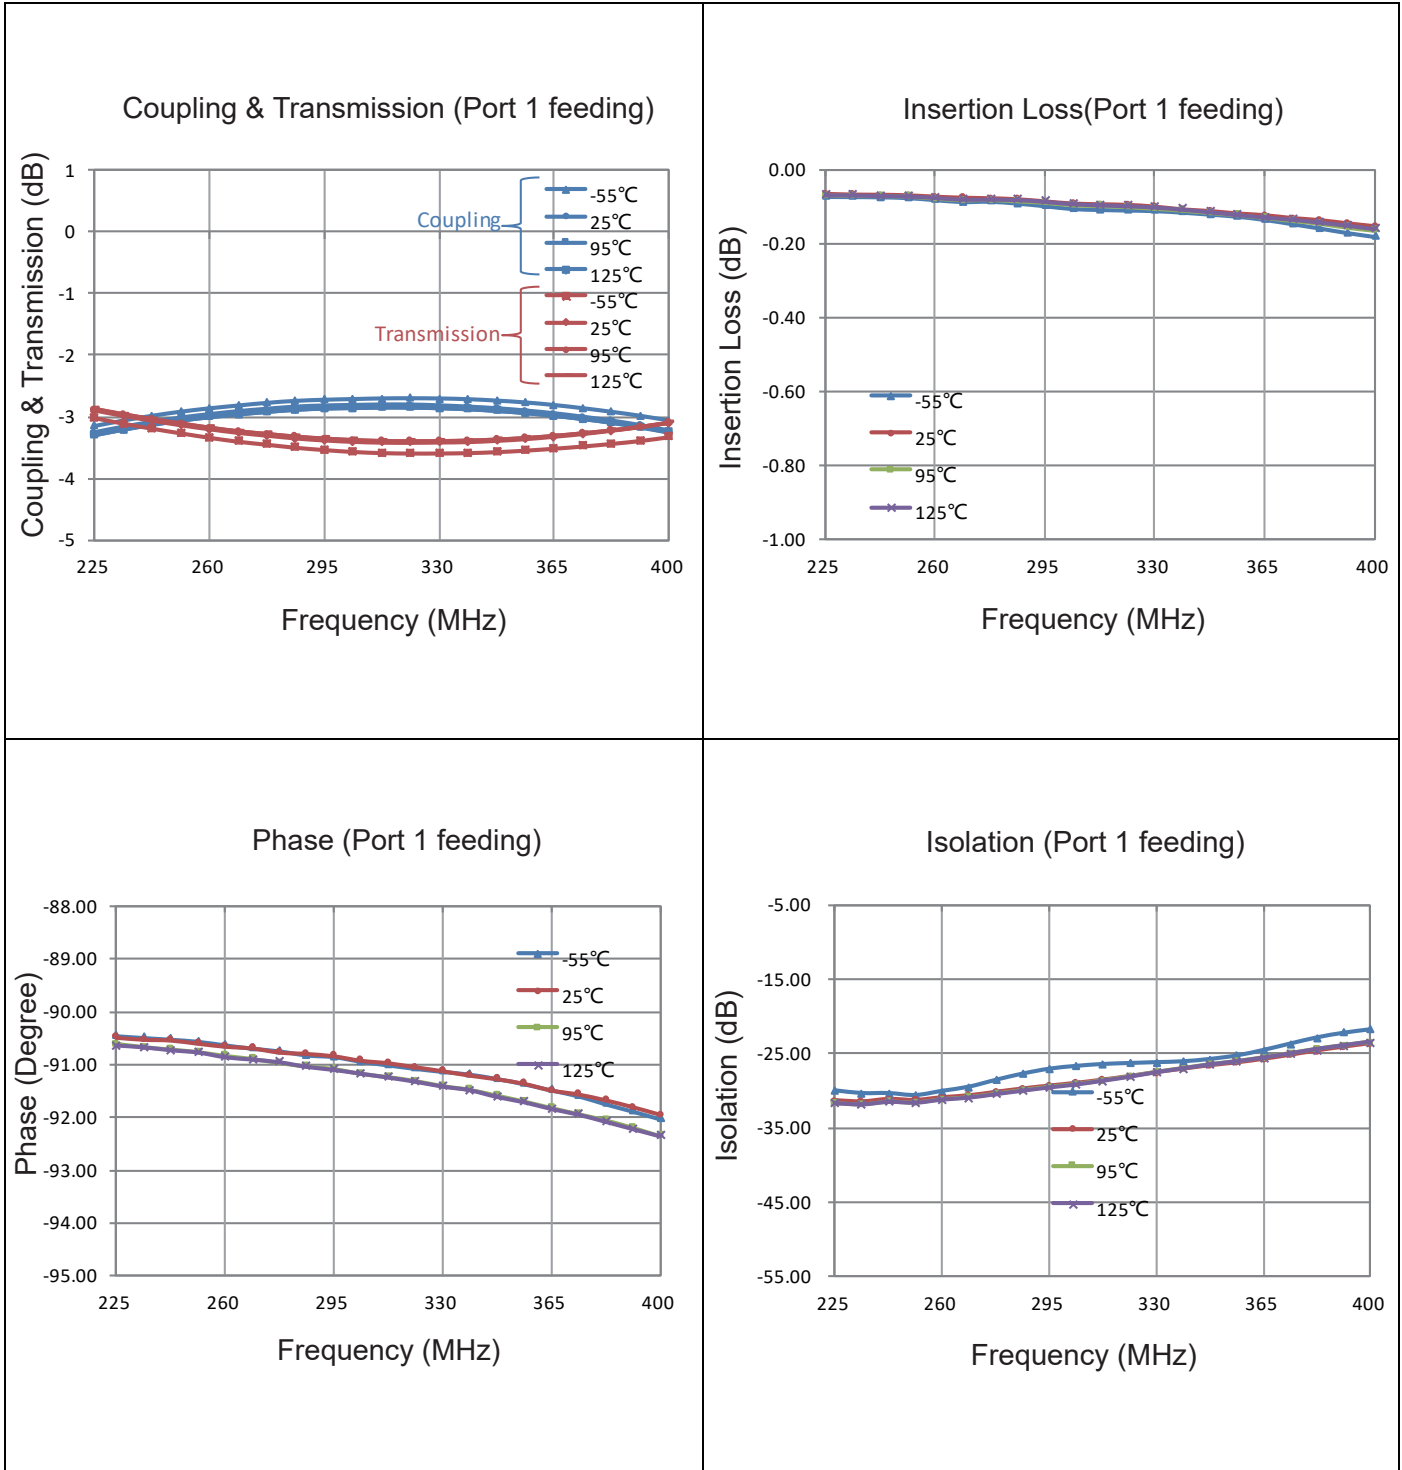 Coupling & Transmission (Port 1 feeding)
Coupling & Transmission (dB)
1
0
-1
-2
-3
-4
-5
Coupling
-55℃
25℃
95℃
125℃
Transmission
-55℃
25℃
95℃
125℃
225 260 295 330 365 400
Frequency (MHz)
Insertion Loss(Port 1 feeding)
Insertion Loss (dB)
0.00
-0.20
-0.40
-0.60
-0.80
-1.00
-55℃
25℃
95℃
125℃
225 260 295 330 365 400
Frequency (MHz)
Phase (Port 1 feeding)
Phase (Degree)
-88.00
-89.00
-90.00
-91.00
-92.00
-93.00
-94.00
-95.00
-55℃
25℃
95℃
125℃
225 260 295 330 365 400
Frequency (MHz)
Isolation (Port 1 feeding)
Isolation (dB)
-5.00
-15.00
-25.00
-35.00
-45.00
-55.00
-55℃
25℃
95℃
125℃
225 260 295 330 365 400
Frequency (MHz)